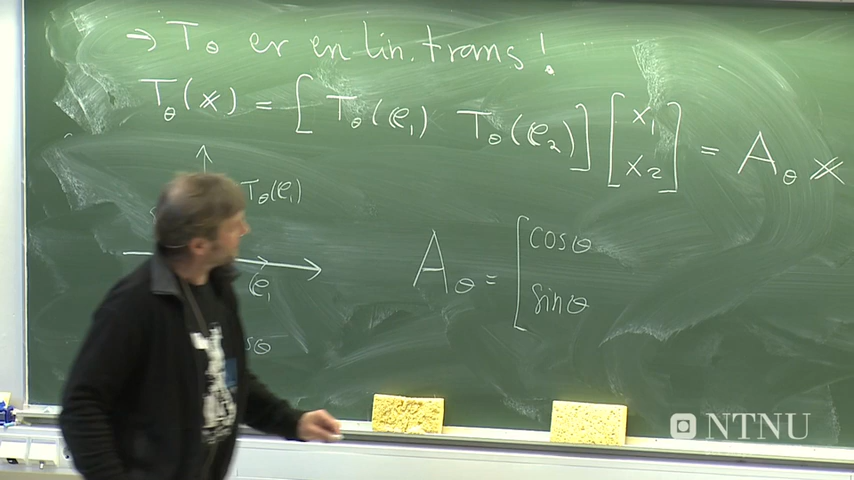 → Tθ er en lin. trans!
Tθ(x) = [ Tθ(e₁) Tθ(e₂) ] [ x₁ x₂ ] = Aθ x
Tθ(e₁)
e₁
Aθ = [ cosθ
sinθ
osθ
NTNU